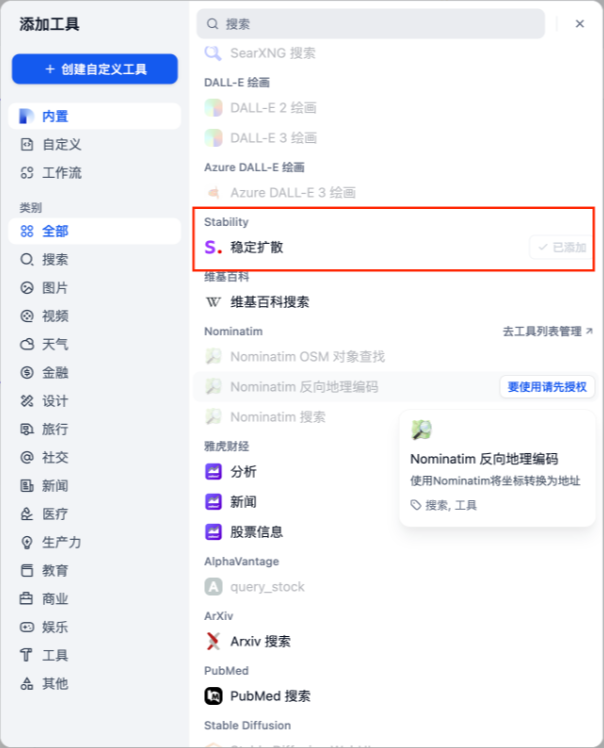 添加工具
搜索
+ 创建自定义工具
内置
自定义
工作流
类别
全部
搜索
图片
视频
天气
金融
设计
旅行
社交
新闻
医疗
生产力
教育
商业
娱乐
工具
其他
SearXNG 搜索
DALL-E 绘画
DALL-E 2 绘画
DALL-E 3 绘画
Azure DALL-E 绘画
Azure DALL-E 3 绘画
Stability
稳定扩散
已添加
维基百科
维基百科搜索
Nominatim
去工具列表管理
Nominatim OSM 对象查找
Nominatim 反向地理编码
要使用请先授权
Nominatim 搜索
Nominatim 反向地理编码
使用Nominatim将坐标转换为地址
搜索, 工具
雅虎财经
分析
新闻
股票信息
AlphaVantage
query_stock
ArXiv
Arxiv 搜索
PubMed
PubMed 搜索
Stable Diffusion